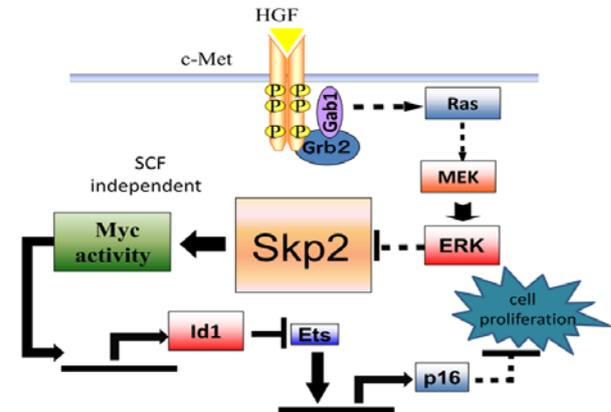 HGF
c-Met
P P
P P
P P
Gab1
Grb2
Ras
MEK
ERK
SCF
independent
Skp2
Myc
activity
Id1
Ets
p16
cell
proliferation